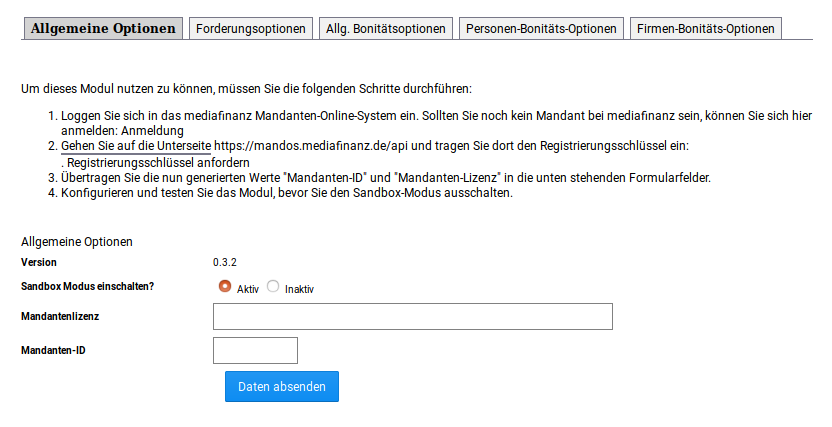 Allgemeine Optionen Forderungsoptionen Allg. Bonitätsoptionen Personen-Bonitäts-Optionen Firmen-Bonitäts-Optionen
Um dieses Modul nutzen zu können, müssen Sie die folgenden Schritte durchführen:
1. Loggen Sie sich in das mediafinanz Mandanten-Online-System ein. Sollten Sie noch kein Mandant bei mediafinanz sein, können Sie sich hier
anmelden: Anmeldung
2. Gehen Sie auf die Unterseite https://mandos.mediafinanz.de/api und tragen Sie dort den Registrierungsschlüssel ein:
. Registrierungsschlüssel anfordern
3. Übertragen Sie die nun generierten Werte "Mandanten-ID" und "Mandanten-Lizenz" in die unten stehenden Formularfelder.
4. Konfigurieren und testen Sie das Modul, bevor Sie den Sandbox-Modus ausschalten.
Allgemeine Optionen
Version 0.3.2
Sandbox Modus einschalten? Aktiv Inaktiv
Mandantenlizenz
Mandanten-ID
Daten absenden